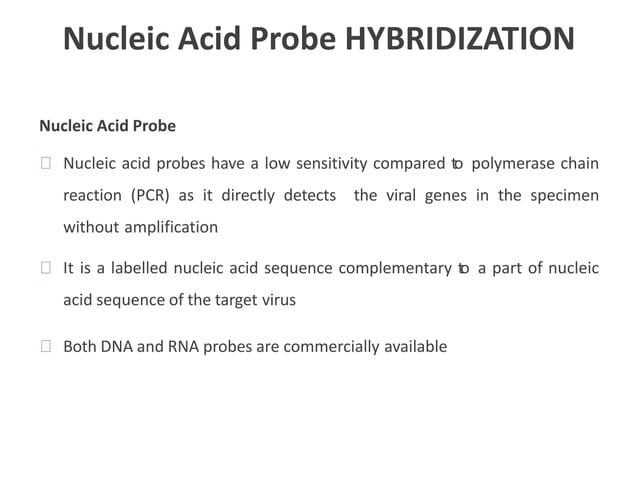 Nucleic Acid Probe HYBRIDIZATION
Nucleic Acid Probe
Nucleic acid probes have a low sensitivity compared to polymerase chain
reaction (PCR) as it directly detects the viral genes in the specimen
without amplification
It is a labelled nucleic acid sequence complementary to a part of nucleic
acid sequence of the target virus
Both DNA and RNA probes are commercially available